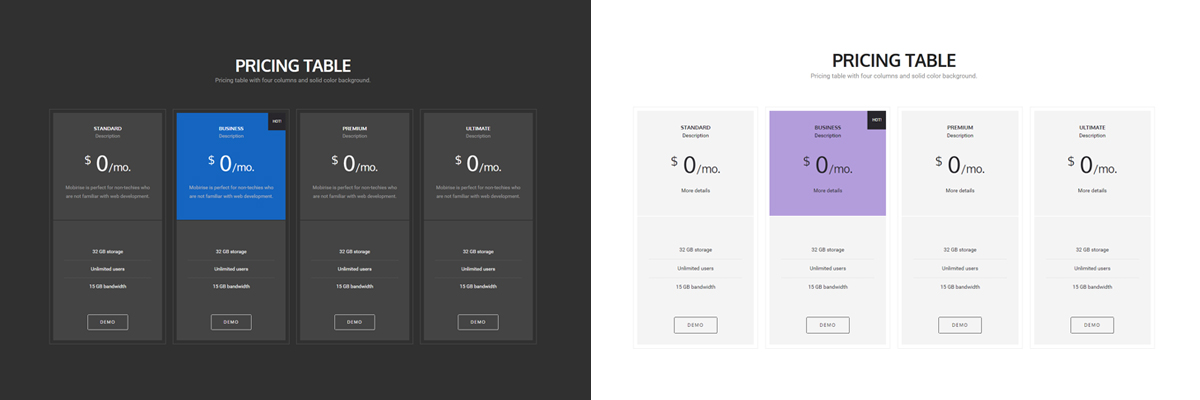 PRICING TABLE
Pricing table with four columns and solid color background.
STANDARD
Description
$ 0/mo.
Mobirise is perfect for non-techies who
are not familiar with web development.
32 GB storage
Unlimited users
15 GB bandwidth
DEMO
HOT!
BUSINESS
Description
$ 0/mo.
Mobirise is perfect for non-techies who
are not familiar with web development.
32 GB storage
Unlimited users
15 GB bandwidth
DEMO
PREMIUM
Description
$ 0/mo.
Mobirise is perfect for non-techies who
are not familiar with web development.
32 GB storage
Unlimited users
15 GB bandwidth
DEMO
ULTIMATE
Description
$ 0/mo.
Mobirise is perfect for non-techies who
are not familiar with web development.
32 GB storage
Unlimited users
15 GB bandwidth
DEMO
PRICING TABLE
Pricing table with four columns and solid color background.
STANDARD
Description
$ 0/mo.
More details
32 GB storage
Unlimited users
15 GB bandwidth
DEMO
HOT!
BUSINESS
Description
$ 0/mo.
More details
32 GB storage
Unlimited users
15 GB bandwidth
DEMO
PREMIUM
Description
$ 0/mo.
More details
32 GB storage
Unlimited users
15 GB bandwidth
DEMO
ULTIMATE
Description
$ 0/mo.
More details
32 GB storage
Unlimited users
15 GB bandwidth
DEMO